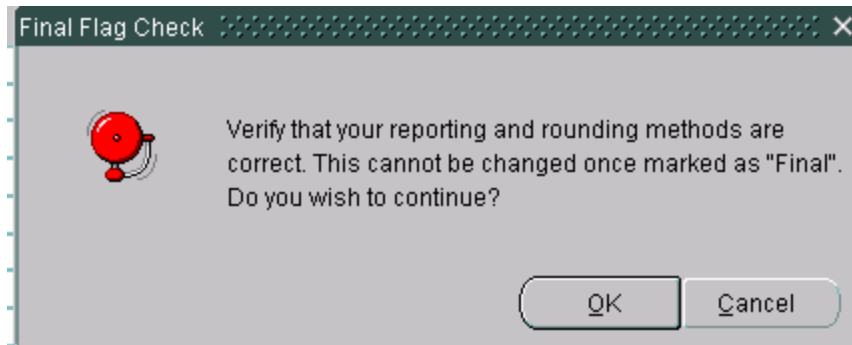 Final Flag Check
Verify that your reporting and rounding methods are
correct. This cannot be changed once marked as "Final".
Do you wish to continue?
OK Cancel